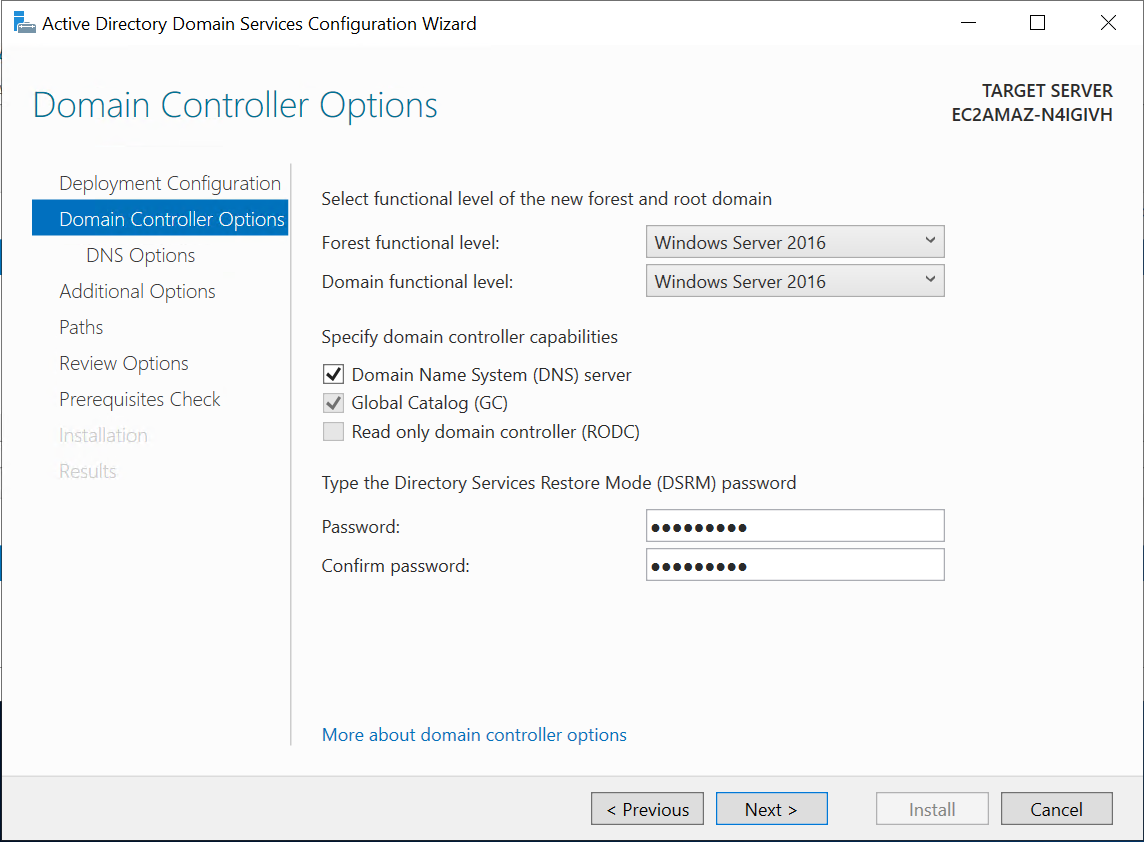 Active Directory Domain Services Configuration Wizard
Domain Controller Options
TARGET SERVER
EC2AMAZ-N4IGIVH
Deployment Configuration
Domain Controller Options
DNS Options
Additional Options
Paths
Review Options
Prerequisites Check
Installation
Results
Select functional level of the new forest and root domain
Forest functional level: Windows Server 2016
Domain functional level: Windows Server 2016
Specify domain controller capabilities
Domain Name System (DNS) server
Global Catalog (GC)
Read only domain controller (RODC)
Type the Directory Services Restore Mode (DSRM) password
Password: ●●●●●●●●●
Confirm password: ●●●●●●●●●
More about domain controller options
< Previous Next > Install Cancel